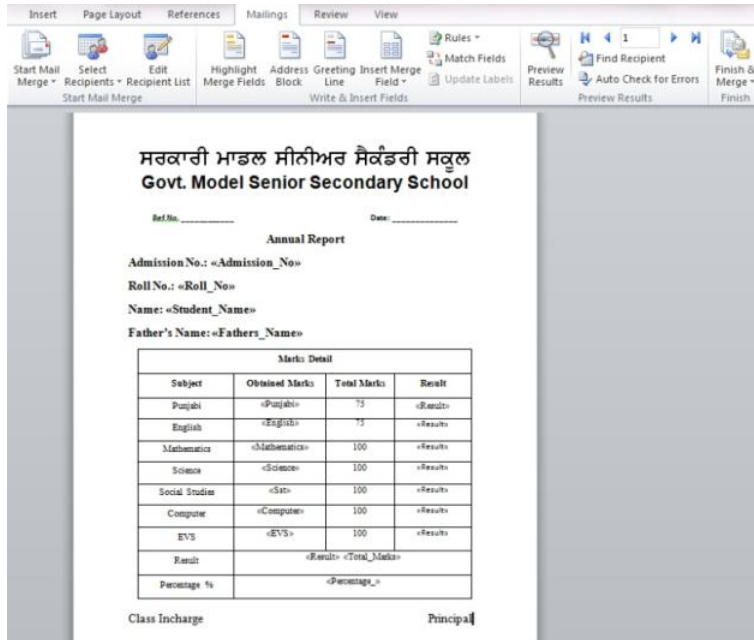 Insert Page Layout References Mailings Review View
Start Mail Merge Select Recipients Edit Recipient List Highlight Merge Fields Address Block Greeting Line Insert Merge Field Rules Match Fields Update Labels Preview Results 1 Find Recipient Auto Check for Errors Finish & Merge
Start Mail Merge Write & Insert Fields Preview Results Finish
ਸਰਕਾਰੀ ਮਾਡਲ ਸੀਨੀਅਰ ਸੈਕੰਡਰੀ ਸਕੂਲ
Govt. Model Senior Secondary School
Ref.No. ____________ Date: ______________
Annual Report
Admission No.: «Admission_No»
Roll No.: «Roll_No»
Name: «Student_Name»
Father's Name: «Fathers_Name»
Marks Detail
Subject Obtained Marks Total Marks Result
Punjabi «Punjabi» 75 «Result»
English «English» 75 «Result»
Mathematics «Mathematics» 100 «Result»
Science «Science» 100 «Result»
Social Studies «Sst» 100 «Result»
Computer «Computer» 100 «Result»
EVS «EVS» 100 «Result»
Result «Result» «Total_Marks»
Percentage % «Percentage_»
Class Incharge Principal